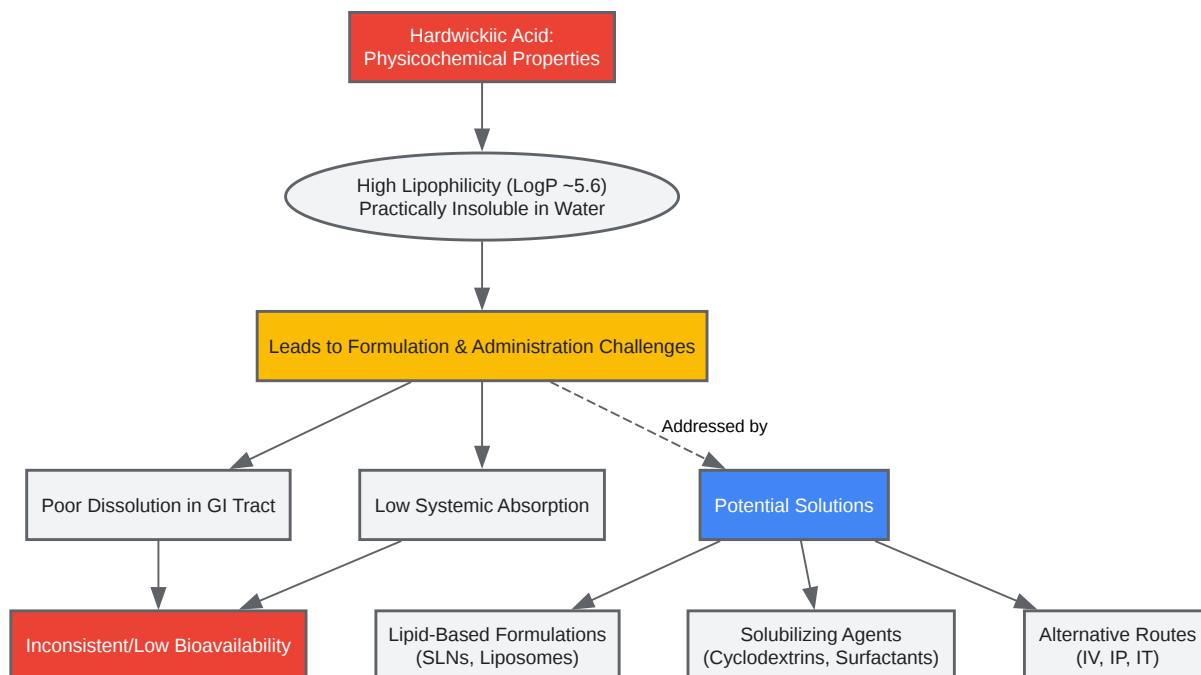 Hardwickiic Acid:
Physicochemical Properties
High Lipophilicity (LogP ~5.6)
Practically Insoluble in Water
Leads to Formulation & Administration Challenges
Addressed by
Poor Dissolution in GI Tract
Low Systemic Absorption
Potential Solutions
Inconsistent/Low Bioavailability
Lipid-Based Formulations
(SLNs, Liposomes)
Solubilizing Agents
(Cyclodextrins, Surfactants)
Alternative Routes
(IV, IP, IT)